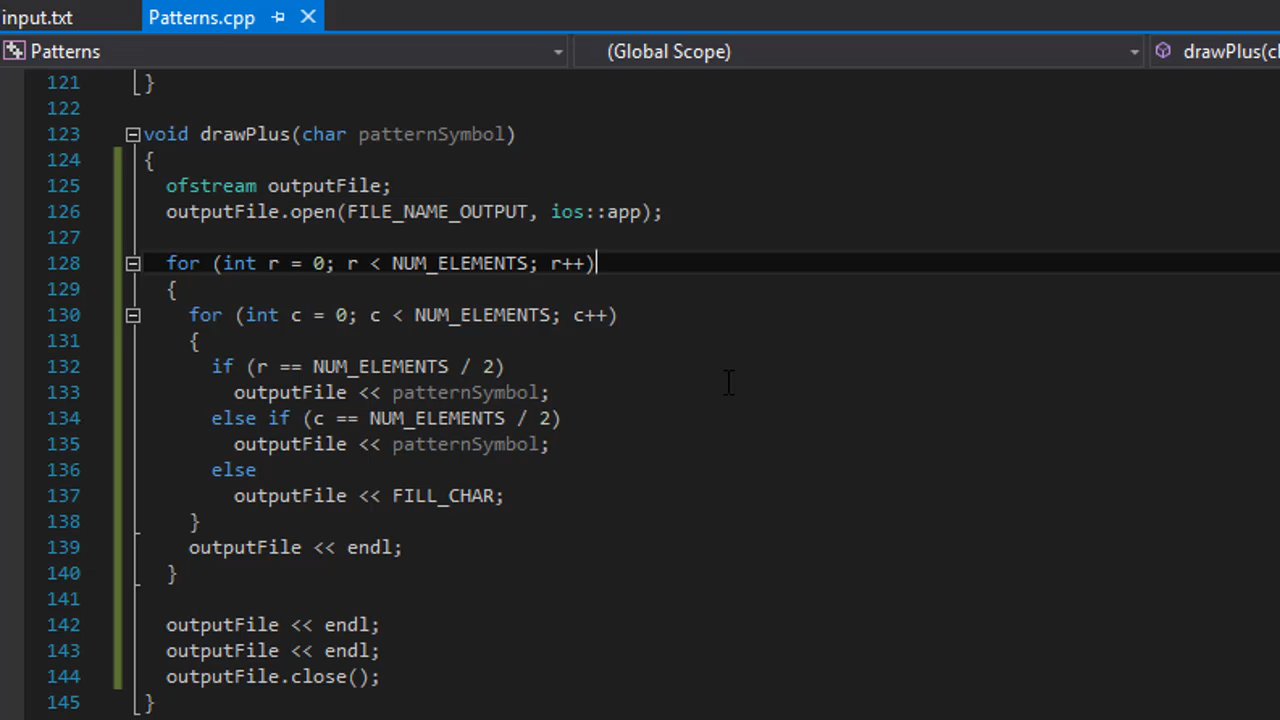 input.txt Patterns.cpp
Patterns (Global Scope) drawPlus(c
121 }
122
123 void drawPlus(char patternSymbol)
124 {
125 ofstream outputFile;
126 outputFile.open(FILE_NAME_OUTPUT, ios::app);
127
128 for (int r = 0; r < NUM_ELEMENTS; r++)
129 {
130 for (int c = 0; c < NUM_ELEMENTS; c++)
131 {
132 if (r == NUM_ELEMENTS / 2)
133 outputFile << patternSymbol;
134 else if (c == NUM_ELEMENTS / 2)
135 outputFile << patternSymbol;
136 else
137 outputFile << FILL_CHAR;
138 }
139 outputFile << endl;
140 }
141
142 outputFile << endl;
143 outputFile << endl;
144 outputFile.close();
145 }